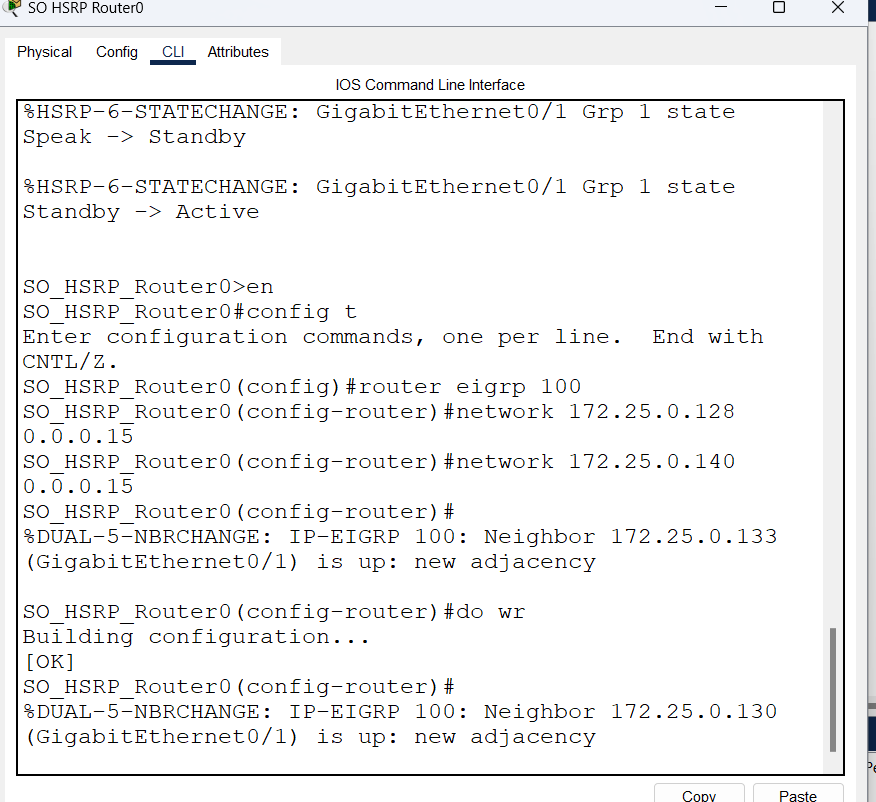 SO HSRP Router0
Physical Config CLI Attributes
IOS Command Line Interface
%HSRP-6-STATECHANGE: GigabitEthernet0/1 Grp 1 state
Speak -> Standby
%HSRP-6-STATECHANGE: GigabitEthernet0/1 Grp 1 state
Standby -> Active
SO_HSRP_Router0>en
SO_HSRP_Router0#config t
Enter configuration commands, one per line.  End with
CNTL/Z.
SO_HSRP_Router0(config)#router eigrp 100
SO_HSRP_Router0(config-router)#network 172.25.0.128
0.0.0.15
SO_HSRP_Router0(config-router)#network 172.25.0.140
0.0.0.15
SO_HSRP_Router0(config-router)#
%DUAL-5-NBRCHANGE: IP-EIGRP 100: Neighbor 172.25.0.133
(GigabitEthernet0/1) is up: new adjacency
SO_HSRP_Router0(config-router)#do wr
Building configuration...
[OK]
SO_HSRP_Router0(config-router)#
%DUAL-5-NBRCHANGE: IP-EIGRP 100: Neighbor 172.25.0.130
(GigabitEthernet0/1) is up: new adjacency
Copy Paste